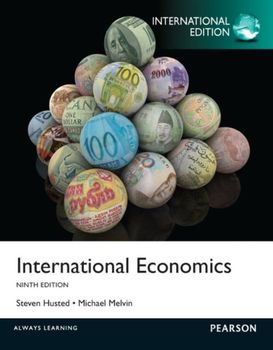 INTERNATIONAL
EDITION
International Economics
NINTH EDITION
Steven Husted • Michael Melvin
ALWAYS LEARNING
PEARSON